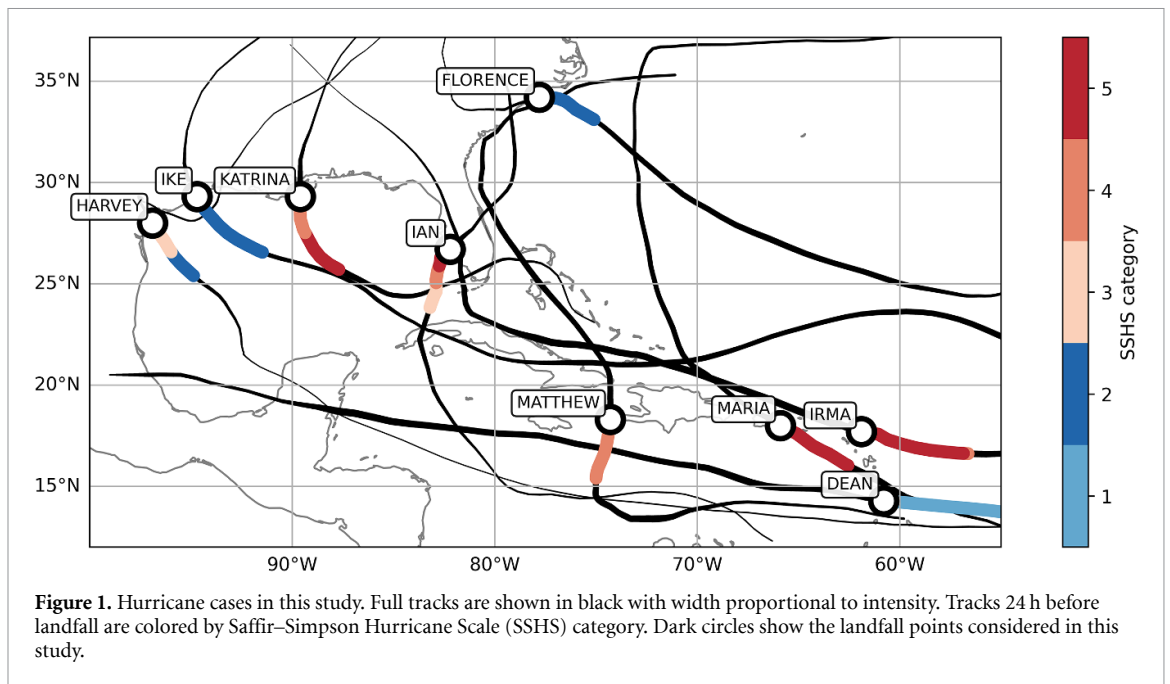 35°N
30°N
25°N
20°N
15°N
90°W
80°W
70°W
60°W
FLORENCE
IKE
KATRINA
HARVEY
IAN
MATTHEW
MARIA
IRMA
DEAN
5
4
3
2
1
SSHS category
Figure 1. Hurricane cases in this study. Full tracks are shown in black with width proportional to intensity. Tracks 24 h before
landfall are colored by Saffir–Simpson Hurricane Scale (SSHS) category. Dark circles show the landfall points considered in this
study.